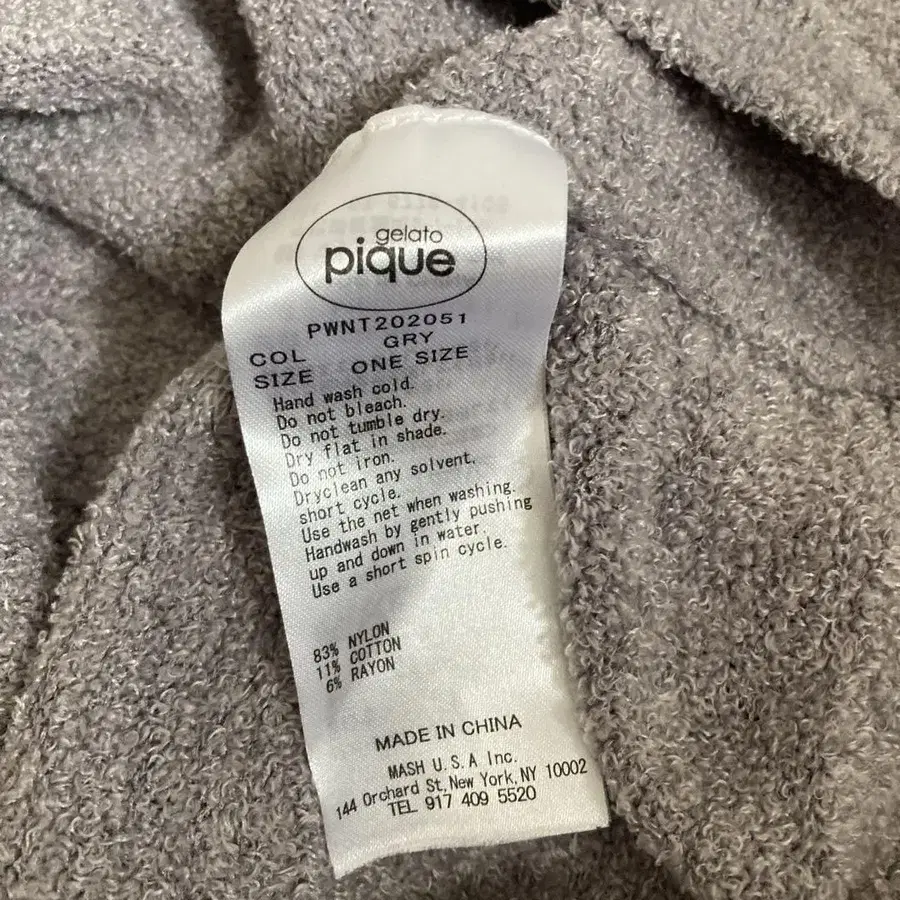 gelato
pique
PWNT202051
COL GRY
SIZE ONE SIZE
Hand wash cold.
Do not bleach.
Do not tumble dry.
Dry flat in shade.
Do not iron.
Dryclean any solvent,
short cycle.
Use the net when washing.
Handwash by gently pushing
up and down in water.
Use a short spin cycle.
83% NYLON
11% COTTON
6% RAYON
MADE IN CHINA
MASH U.S.A Inc.
144 Orchard St, New York, NY 10002
TEL 917 409 5520